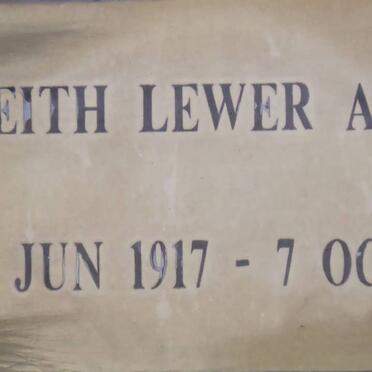 EITH LEWER A
JUN 1917 - 7 OC